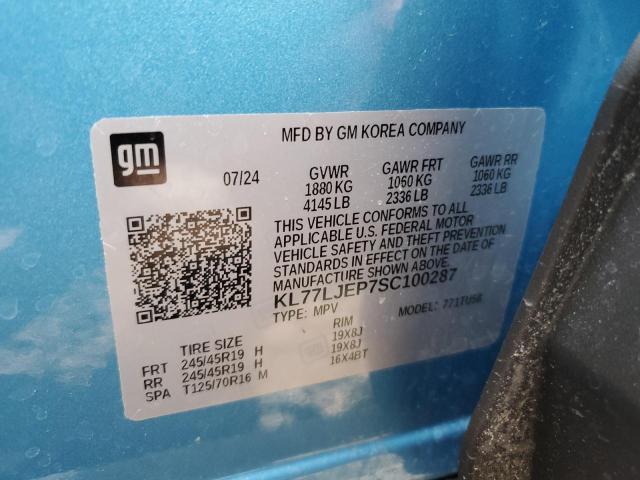 gm
MFD BY GM KOREA COMPANY
07/24 GVWR GAWR FRT GAWR RR
1880 KG 1060 KG 1060 KG
4145 LB 2336 LB 2336 LB
THIS VEHICLE CONFORMS TO ALL
APPLICABLE U.S. FEDERAL MOTOR
VEHICLE SAFETY AND THEFT PREVENTION
STANDARDS IN EFFECT ON THE DATE OF
MANUFACTURE SHOWN ABOVE.
KL77LJEP7SC100287
TYPE: MPV MODEL: 771TU58
TIRE SIZE RIM
FRT 245/45R19 H 19X8J
RR 245/45R19 H 19X8J
SPA T125/70R16 M 16X4BT